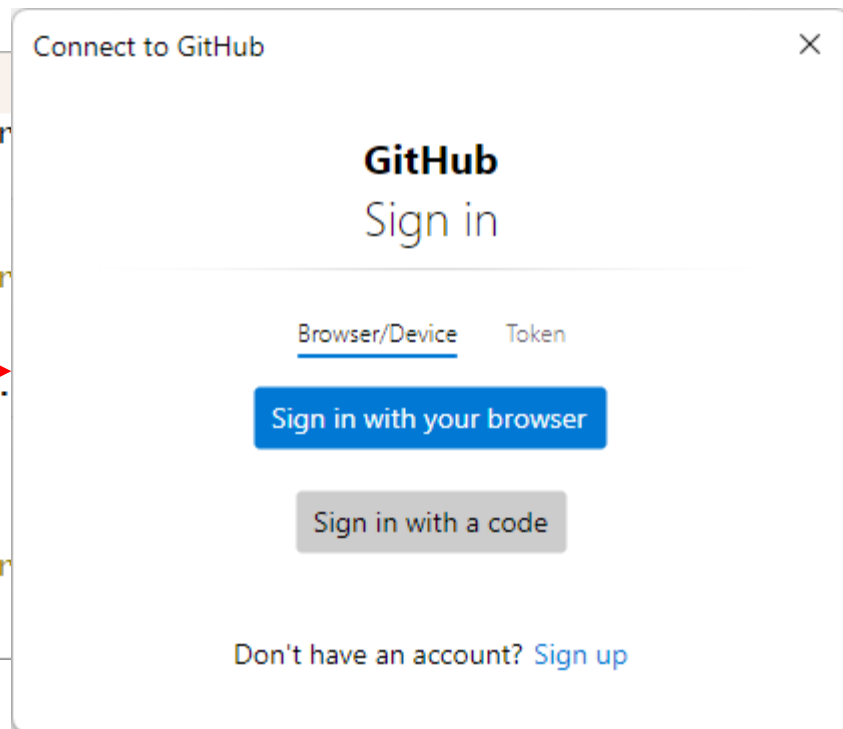 Connect to GitHub
GitHub
Sign in
Browser/Device Token
Sign in with your browser
Sign in with a code
Don't have an account? Sign up